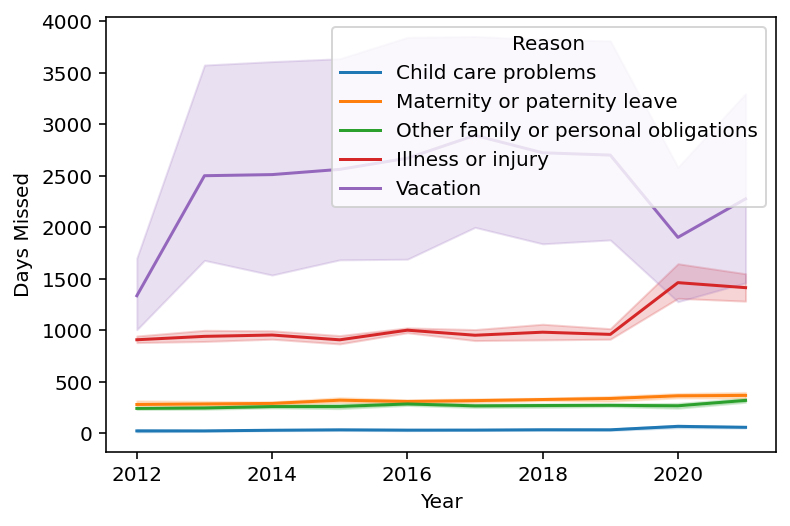 4000
3500
3000
2500
2000
1500
1000
500
0
Days Missed
Reason
Child care problems
Maternity or paternity leave
Other family or personal obligations
Illness or injury
Vacation
2012
2014
2016
2018
2020
Year